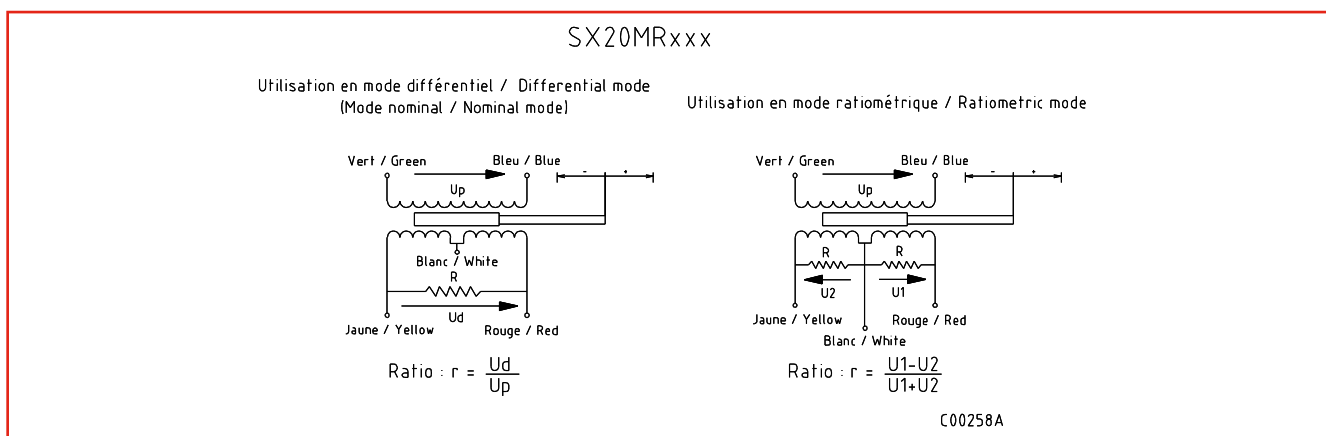 SX20MRxxx
Utilisation en mode différentiel / Differential mode
(Mode nominal / Nominal mode)
Vert / Green
Bleu / Blue
- +
Up
Blanc / White
R
Ud
Jaune / Yellow
Rouge / Red
Ratio : r = Ud
Up
Utilisation en mode ratiométrique / Ratiometric mode
Vert / Green
Bleu / Blue
- +
Up
R R
U2 U1
Jaune / Yellow
Rouge / Red
Blanc / White
Ratio : r = U1-U2
U1+U2
C00258A